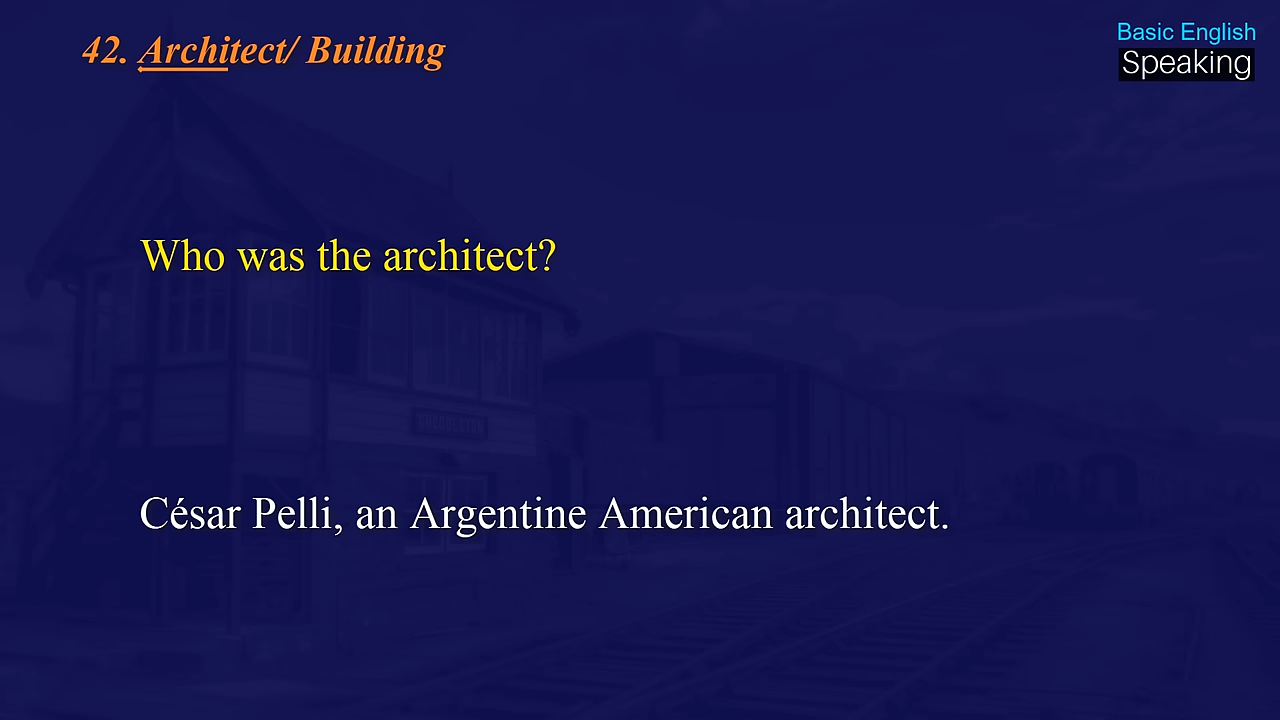 42. Architect/ Building
Basic English
Speaking
Who was the architect?
César Pelli, an Argentine American architect.